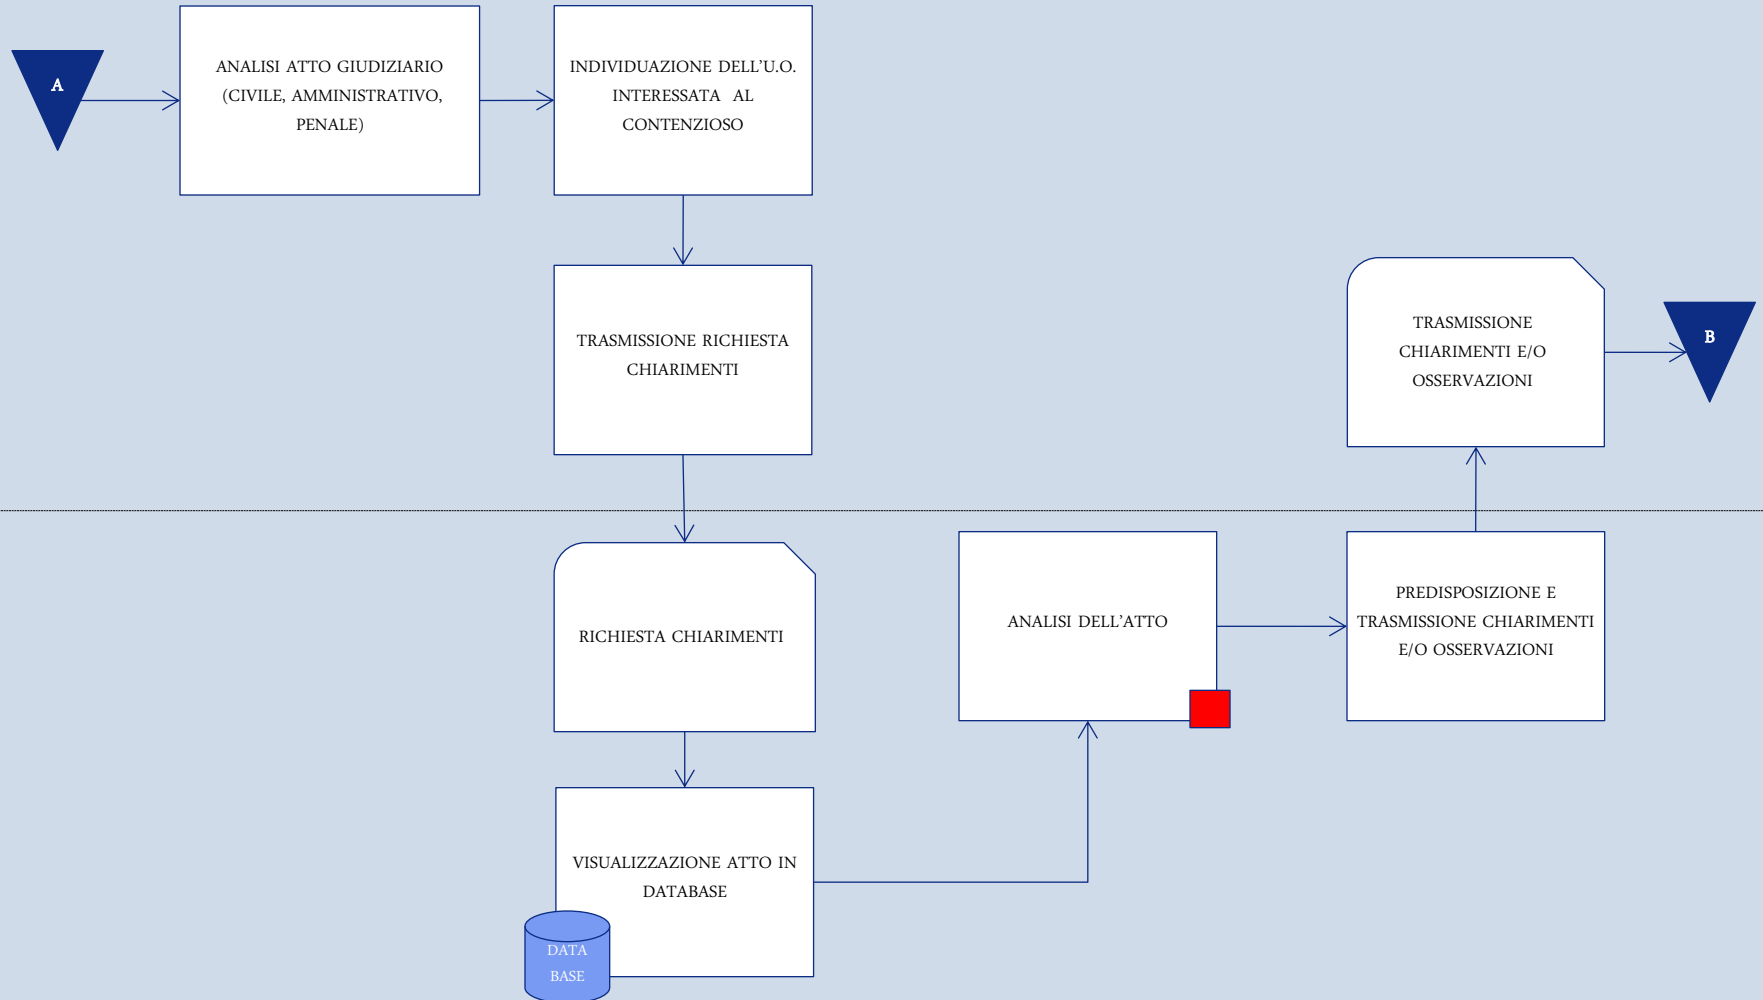 A
ANALISI ATTO GIUDIZIARIO
(CIVILE, AMMINISTRATIVO,
PENALE)
INDIVIDUAZIONE DELL'U.O.
INTERESSATA AL
CONTENZIOSO
TRASMISSIONE RICHIESTA
CHIARIMENTI
TRASMISSIONE
CHIARIMENTI E/O
OSSERVAZIONI
B
RICHIESTA CHIARIMENTI
ANALISI DELL'ATTO
PREDISPOSIZIONE E
TRASMISSIONE CHIARIMENTI
E/O OSSERVAZIONI
VISUALIZZAZIONE ATTO IN
DATABASE
DATA
BASE